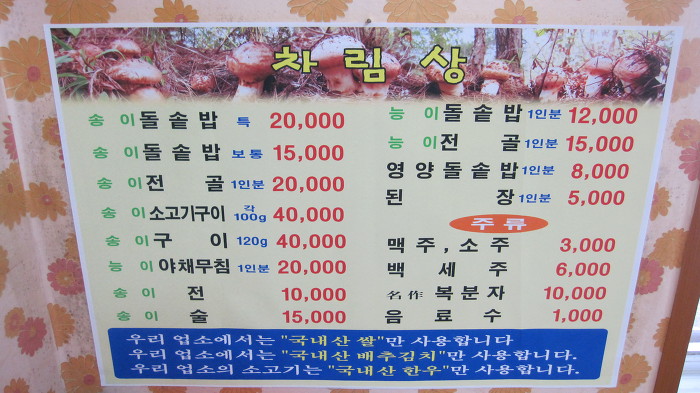 차림상
송이돌솥밥 특 20,000
송이돌솥밥 보통 15,000
송이전골 1인분 20,000
송이소고기구이 각100g 40,000
송이구이 120g 40,000
능이야채무침 1인분 20,000
송이전 10,000
송이술 15,000
능이돌솥밥 1인분 12,000
능이전골 1인분 15,000
영양돌솥밥 1인분 8,000
된장 1인분 5,000
주류
맥주,소주 3,000
백세주 6,000
名作 복분자 10,000
음료수 1,000
우리 업소에서는 "국내산 쌀"만 사용합니다
우리 업소에서는 "국내산 배추김치"만 사용합니다.
우리 업소의 소고기는 "국내산 한우"만 사용합니다.